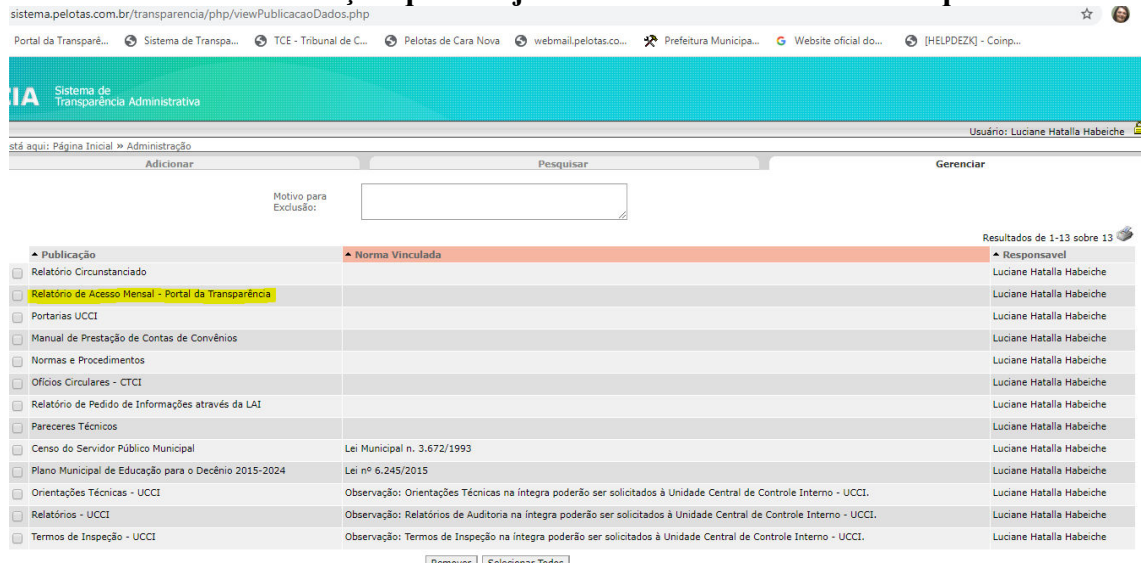 sistema.pelotas.com.br/transparencia/php/viewPublicacaoDados.php
Portal da Transparê... Sistema de Transpa... TCE - Tribunal de C... Pelotas de Cara Nova webmail.pelotas.co... Prefeitura Municipa... Website oficial do... [HELPDEZK] - Coinp...
CIA Sistema de
Transparência Administrativa
Usuário: Luciane Hatalla Habeiche
stá aqui: Página Inicial » Administração
Adicionar Pesquisar Gerenciar
Motivo para
Exclusão:
Resultados de 1-13 sobre 13
Publicação Norma Vinculada Responsavel
Relatório Circunstanciado Luciane Hatalla Habeiche
Relatório de Acesso Mensal - Portal da Transparência Luciane Hatalla Habeiche
Portarias UCCI Luciane Hatalla Habeiche
Manual de Prestação de Contas de Convênios Luciane Hatalla Habeiche
Normas e Procedimentos Luciane Hatalla Habeiche
Ofícios Circulares - CTCI Luciane Hatalla Habeiche
Relatório de Pedido de Informações através da LAI Luciane Hatalla Habeiche
Pareceres Técnicos Luciane Hatalla Habeiche
Censo do Servidor Público Municipal Lei Municipal n. 3.672/1993 Luciane Hatalla Habeiche
Plano Municipal de Educação para o Decênio 2015-2024 Lei nº 6.245/2015 Luciane Hatalla Habeiche
Orientações Técnicas - UCCI Observação: Orientações Técnicas na íntegra poderão ser solicitados à Unidade Central de Controle Interno - UCCI. Luciane Hatalla Habeiche
Relatórios - UCCI Observação: Relatórios de Auditoria na íntegra poderão ser solicitados à Unidade Central de Controle Interno - UCCI. Luciane Hatalla Habeiche
Termos de Inspeção - UCCI Observação: Termos de Inspeção na íntegra poderão ser solicitados à Unidade Central de Controle Interno - UCCI. Luciane Hatalla Habeiche
Remover Selecionar Todos